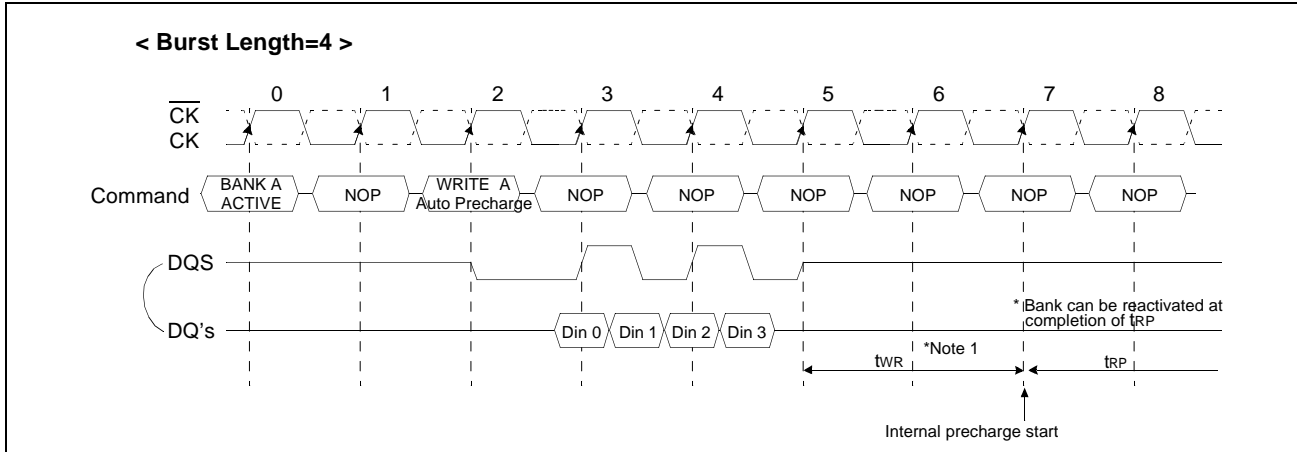 < Burst Length=4 >
0 1 2 3 4 5 6 7 8
CK
CK
Command BANK A ACTIVE NOP WRITE A Auto Precharge NOP NOP NOP NOP NOP NOP
DQS
DQ's Din 0 Din 1 Din 2 Din 3
* Bank can be reactivated at
completion of tRP
*Note 1
tWR tRP
Internal precharge start